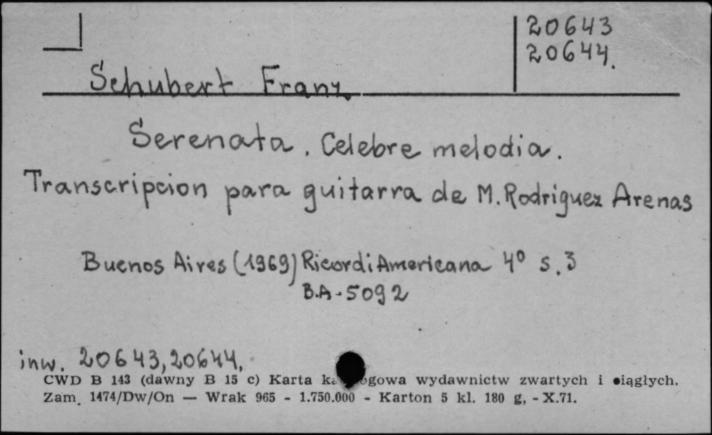 20643
20644.
Schubert Franz
Serenata. Celebre melodia.
Transcripcion para guitarra de M. Rodriguez Arenas
Buenos Aires (1969) Ricordi Americana 4° s. 3
B.A. 5092
inw. 20643, 20644.
CWD B 143 (dawny B 15 c) Karta wydawnictw zwartych i ciągłych.
Zam. 1474/Dw/On — Wrak 965 - 1.750.000 - Karton 5 kl. 180 g. - X.71.